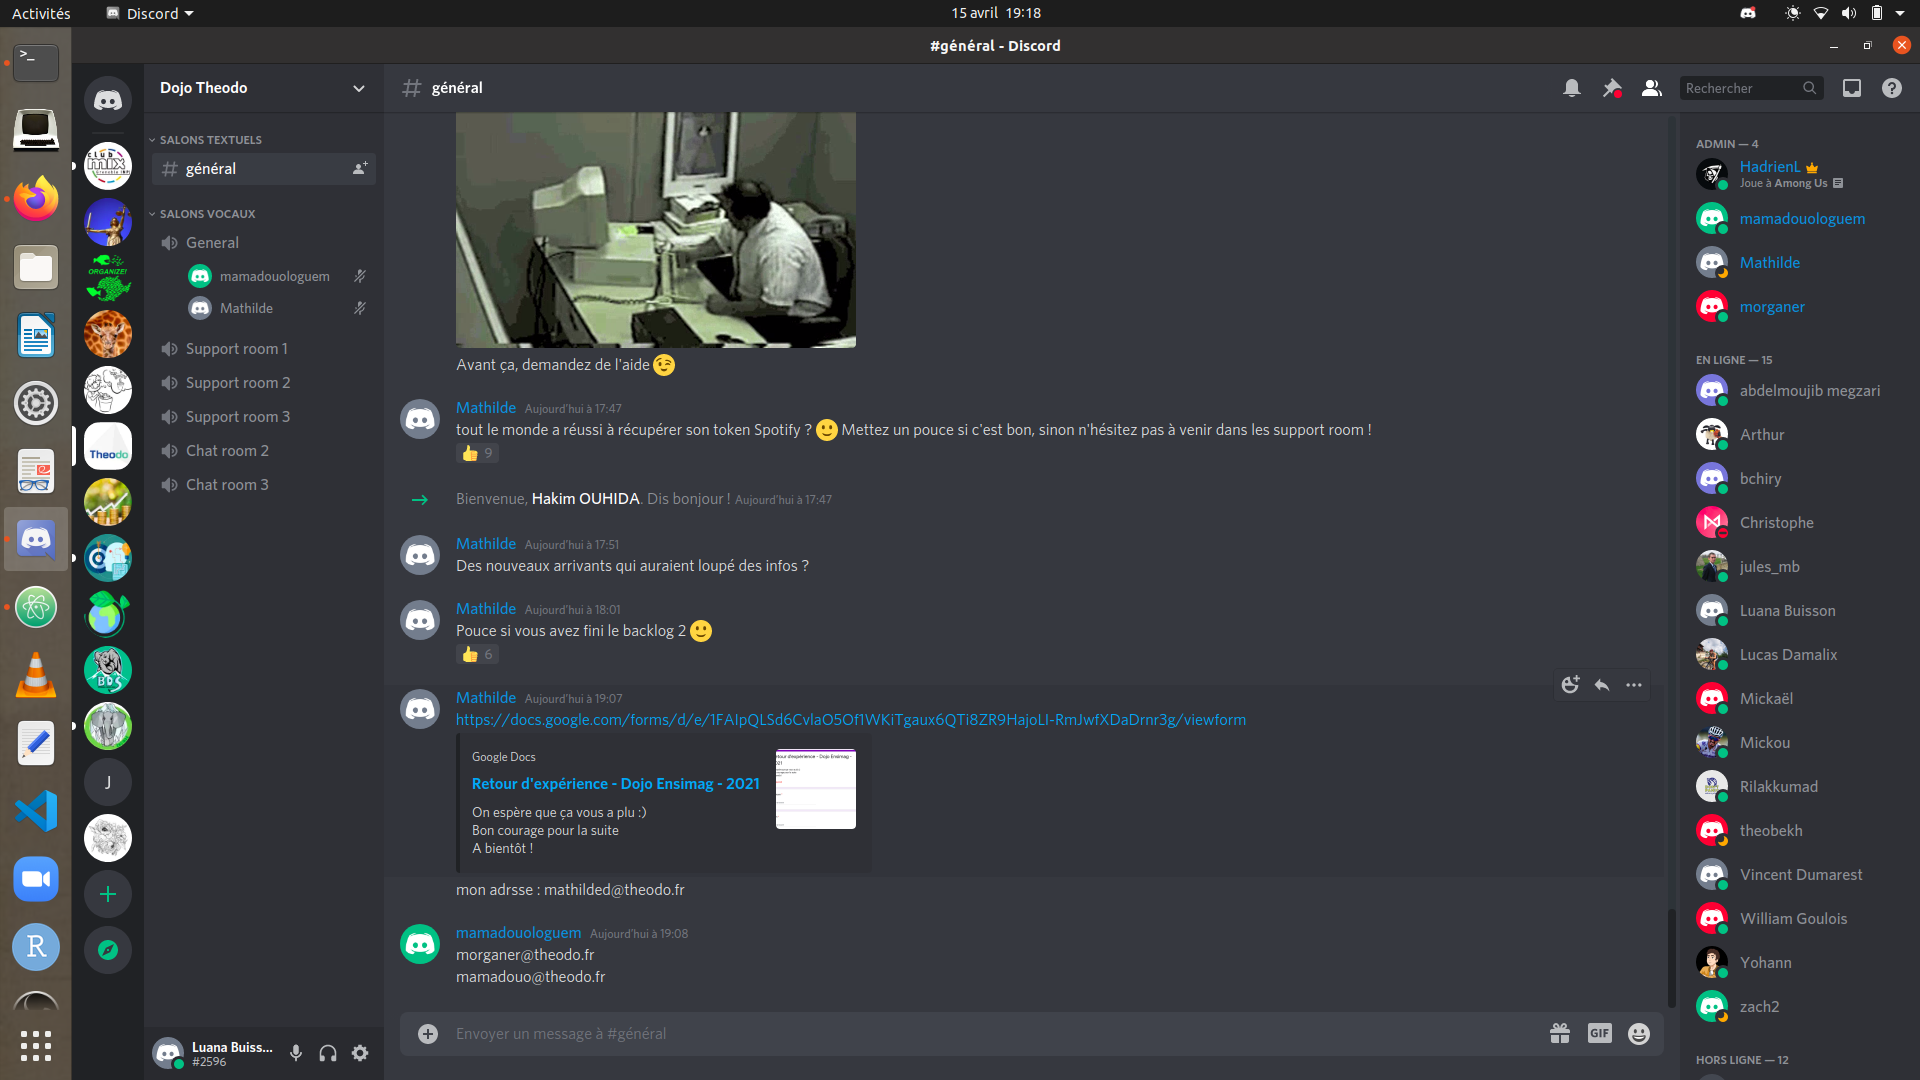 Activités
Discord
15 avril 19:18
#général - Discord
Dojo Theodo
SALONS TEXTUELS
général
SALONS VOCAUX
General
mamadouologuem
Mathilde
Support room 1
Support room 2
Support room 3
Chat room 2
Chat room 3
Luana Buiss...
#2596
club
mix
ORGANIZE!
Theodo
BDS
J
R
général
Rechercher
Avant ça, demandez de l'aide 😉
Mathilde Aujourd'hui à 17:47
tout le monde a réussi à récupérer son token Spotify ? 🙂 Mettez un pouce si c'est bon, sinon n'hésitez pas à venir dans les support room !
👍 9
Bienvenue, Hakim OUHIDA. Dis bonjour ! Aujourd'hui à 17:47
Mathilde Aujourd'hui à 17:51
Des nouveaux arrivants qui auraient loupé des infos ?
Mathilde Aujourd'hui à 18:01
Pouce si vous avez fini le backlog 2 🙂
👍 6
Mathilde Aujourd'hui à 19:07
https://docs.google.com/forms/d/e/1FAIpQLSd6CvlaO5Of1WKiTgaux6QTi8ZR9HajoLI-RmJwfXDaDrnr3g/viewform
Google Docs
Retour d'expérience - Dojo Ensimag - 2021
On espère que ça vous a plu :)
Bon courage pour la suite
A bientôt !
mon adrsse : mathilded@theodo.fr
mamadouologuem Aujourd'hui à 19:08
morganer@theodo.fr
mamadouo@theodo.fr
Envoyer un message à #général
GIF
ADMIN — 4
HadrienL
Joue à Among Us
mamadouologuem
Mathilde
morganer
EN LIGNE — 15
abdelmoujib megzari
Arthur
bchiry
Christophe
jules_mb
Luana Buisson
Lucas Damalix
Mickaël
Mickou
Rilakkumad
theobekh
Vincent Dumarest
William Goulois
Yohann
zach2
HORS LIGNE — 12